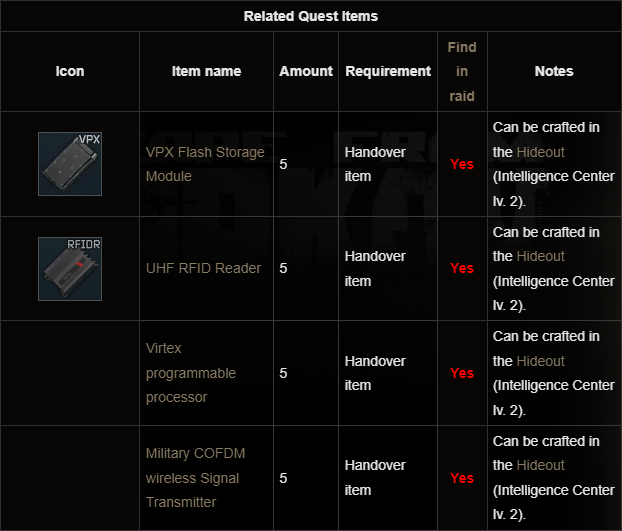 Related Quest Items
Icon
Item name
Amount
Requirement
Find
in
raid
Notes
VPX
VPX Flash Storage
Module
5
Handover
item
Yes
Can be crafted in
the Hideout
(Intelligence Center
lv. 2).
RFIDR
UHF RFID Reader
5
Handover
item
Yes
Can be crafted in
the Hideout
(Intelligence Center
lv. 2).
Virtex
programmable
processor
5
Handover
item
Yes
Can be crafted in
the Hideout
(Intelligence Center
lv. 2).
Military COFDM
wireless Signal
Transmitter
5
Handover
item
Yes
Can be crafted in
the Hideout
(Intelligence Center
lv. 2).